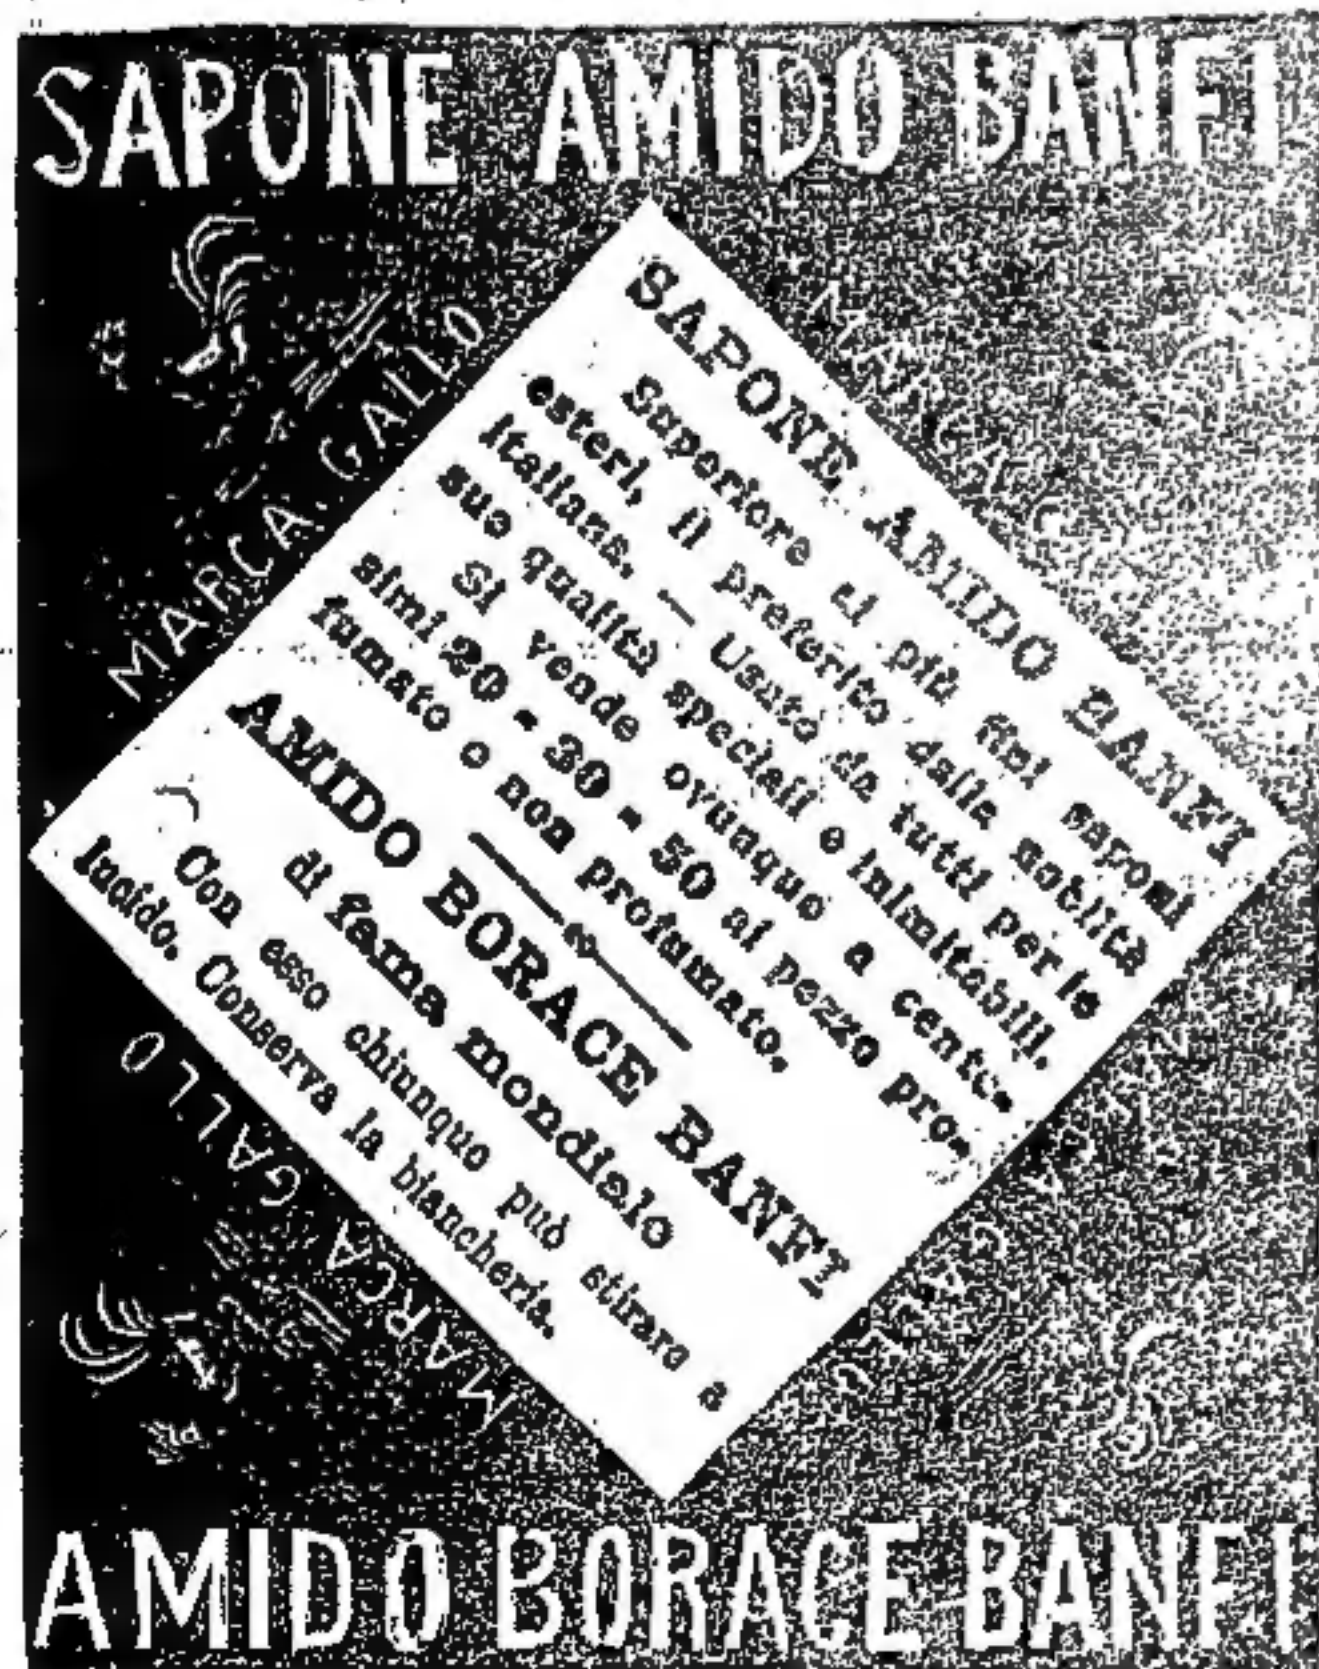 SAPONE AMIDO BANFI
MARCA GALLO
MARCA
SAPONE AMIDO BANFI
Superiore ai più fini saponi
esteri, il preferito dalla nobiltà
italiana. — Usato da tutti per le
sue qualità speciali e inimitabili.
Si vende ovunque a cente-
simi 20 - 30 - 50 al pezzo pro-
fumato o non profumato.
AMIDO BORACE BANFI
di fama mondiale
Con esso chiunque può stirare a
lucido. Conserva la biancheria.
MARCA GALLO
AMIDO BORACE BANFI